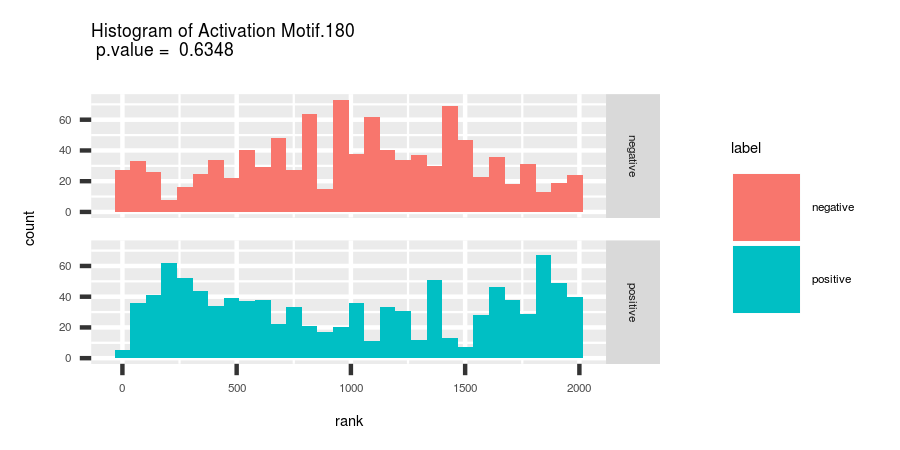 Histogram of Activation Motif.180
p.value =  0.6348
count
60
40
20
0
negative
60
40
20
0
positive
0 500 1000 1500 2000
rank
label
negative
positive